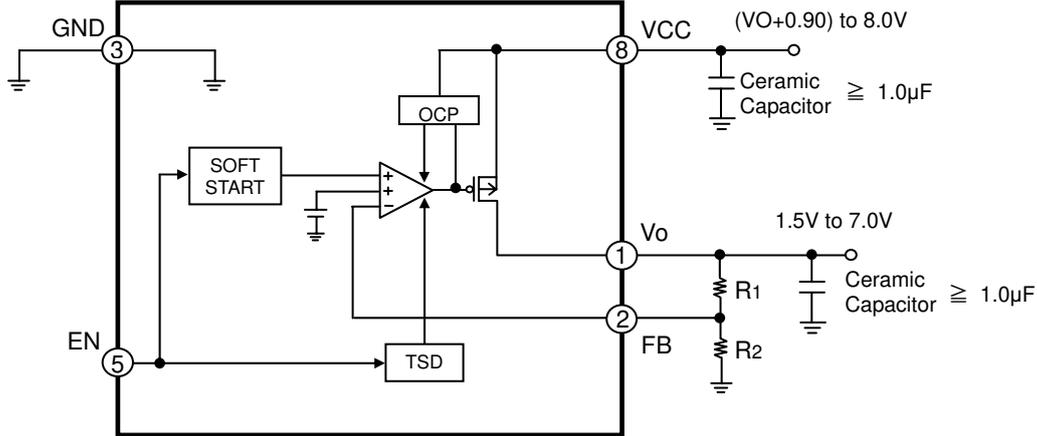 GND
3
8
VCC
(VO+0.90) to 8.0V
Ceramic
Capacitor ≧ 1.0µF
OCP
SOFT
START
+
+
−
Vo
1
1.5V to 7.0V
R1
Ceramic
Capacitor ≧ 1.0µF
2
FB
R2
EN
5
TSD